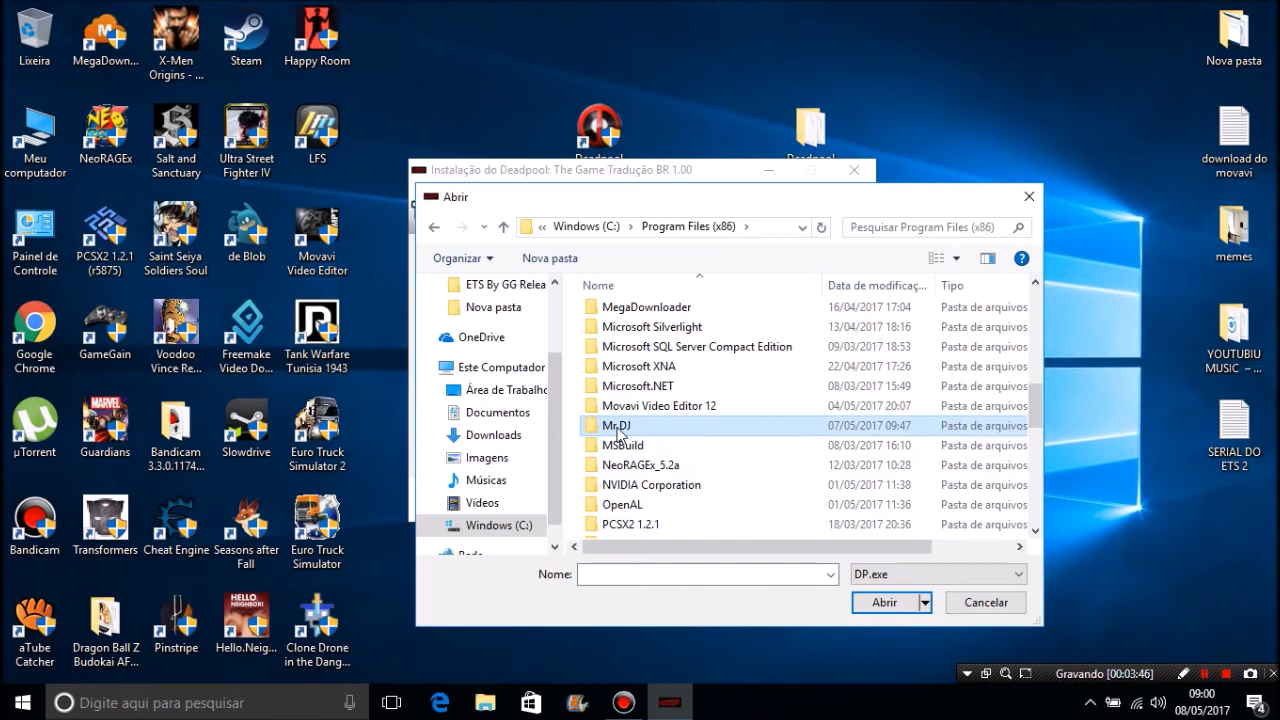 Lixeira
MegaDown...
X-Men
Origins - ...
Steam
Happy Room
Nova pasta
Meu
computador
NeoRAGEx
Salt and
Sanctuary
Ultra Street
Fighter IV
LFS
Deadpool
Deadpool
download do
movavi
Painel de
Controle
PCSX2 1.2.1
(r5875)
Saint Seiya
Soldiers Soul
de Blob
Movavi
Video Editor
memes
Google
Chrome
GameGain
Voodoo
Vince Re...
Freemake
Video Do...
Tank Warfare
Tunisia 1943
YOUTUBIU
MUSIC – ...
µTorrent
Guardians
Bandicam
3.3.0.1174...
Slowdrive
Euro Truck
Simulator 2
SERIAL DO
ETS 2
Bandicam
Transformers
Cheat Engine
Seasons after
Fall
Euro Truck
Simulator
aTube
Catcher
Dragon Ball Z
Budokai AF...
Pinstripe
HELLO,
NEIGHBOR!
Hello.Neig...
Clone Drone
in the Dang...
Instalação do Deadpool: The Game Tradução BR 1.00
Abrir
« Windows (C:) › Program Files (x86) ›
Pesquisar Program Files (x86)
Organizar
Nova pasta
ETS By GG Relea
Nova pasta
OneDrive
Este Computador
Área de Trabalho
Documentos
Downloads
Imagens
Músicas
Vídeos
Windows (C:)
Rede
Nome Data de modificaç... Tipo
MegaDownloader 16/04/2017 17:04 Pasta de arquivos
Microsoft Silverlight 13/04/2017 18:16 Pasta de arquivos
Microsoft SQL Server Compact Edition 09/03/2017 18:53 Pasta de arquivos
Microsoft XNA 22/04/2017 17:26 Pasta de arquivos
Microsoft.NET 08/03/2017 15:49 Pasta de arquivos
Movavi Video Editor 12 04/05/2017 20:07 Pasta de arquivos
Mr DJ 07/05/2017 09:47 Pasta de arquivos
MSBuild 08/03/2017 16:10 Pasta de arquivos
NeoRAGEx_5.2a 12/03/2017 10:28 Pasta de arquivos
NVIDIA Corporation 01/05/2017 11:38 Pasta de arquivos
OpenAL 01/05/2017 11:36 Pasta de arquivos
PCSX2 1.2.1 18/03/2017 20:36 Pasta de arquivos
Nome:
DP.exe
Abrir
Cancelar
Gravando [00:03:46]
Digite aqui para pesquisar
09:00
08/05/2017
4